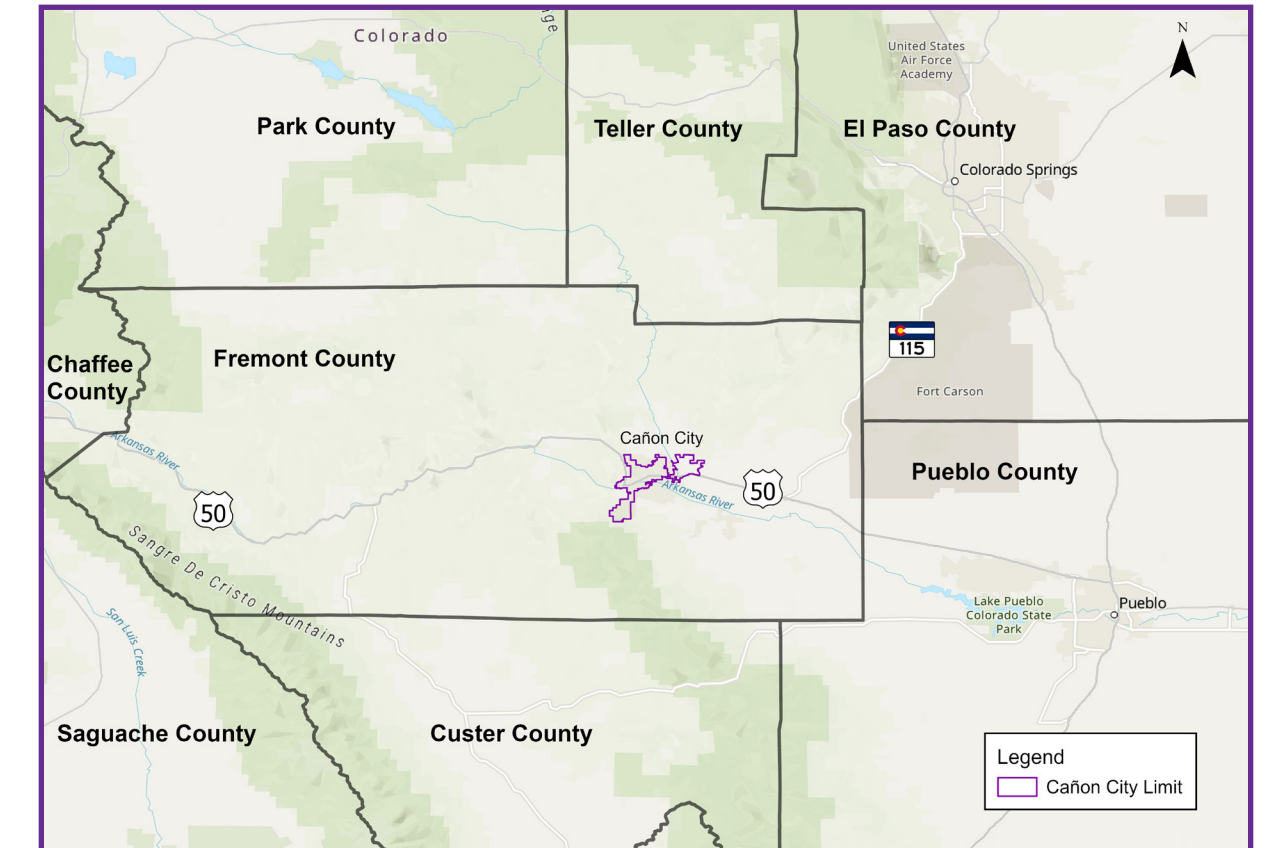 Colorado
N
United States
Air Force
Academy
Park County
Teller County
El Paso County
Colorado Springs
115
Chaffee
County
Fremont County
Fort Carson
Cañon City
Arkansas River
50
Arkansas River
50
Pueblo County
Sangre De Cristo Mountains
San Luis Creek
Lake Pueblo
Colorado State
Park
Pueblo
Saguache County
Custer County
Legend
Cañon City Limit